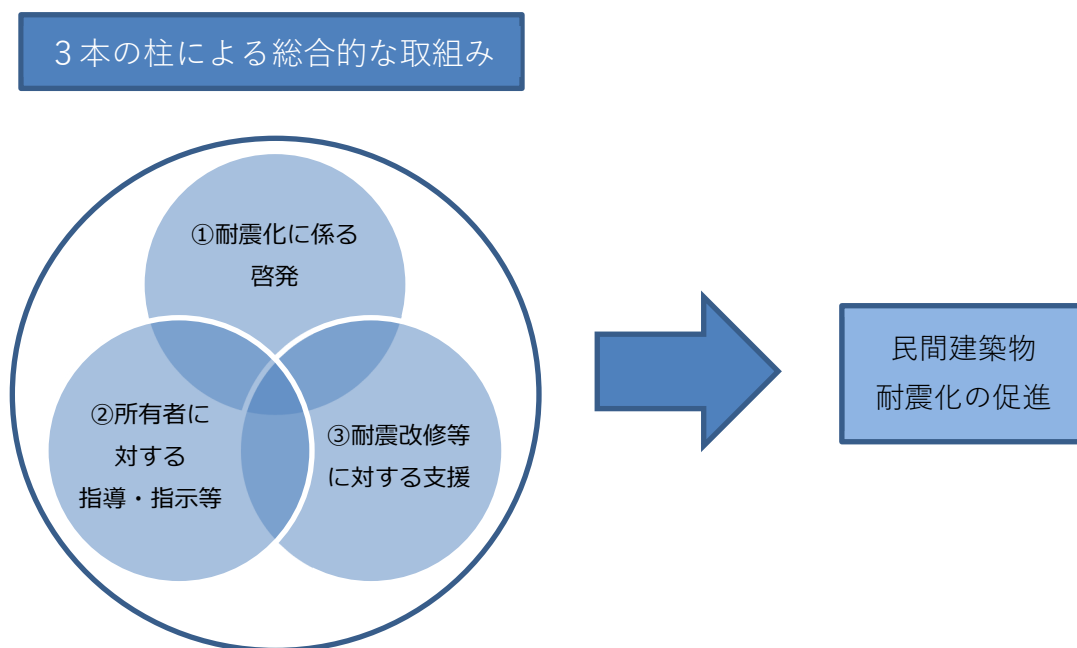 ３本の柱による総合的な取組み
①耐震化に係る
啓発
②所有者に
対する
指導・指示等
③耐震改修等
に対する支援
民間建築物
耐震化の促進